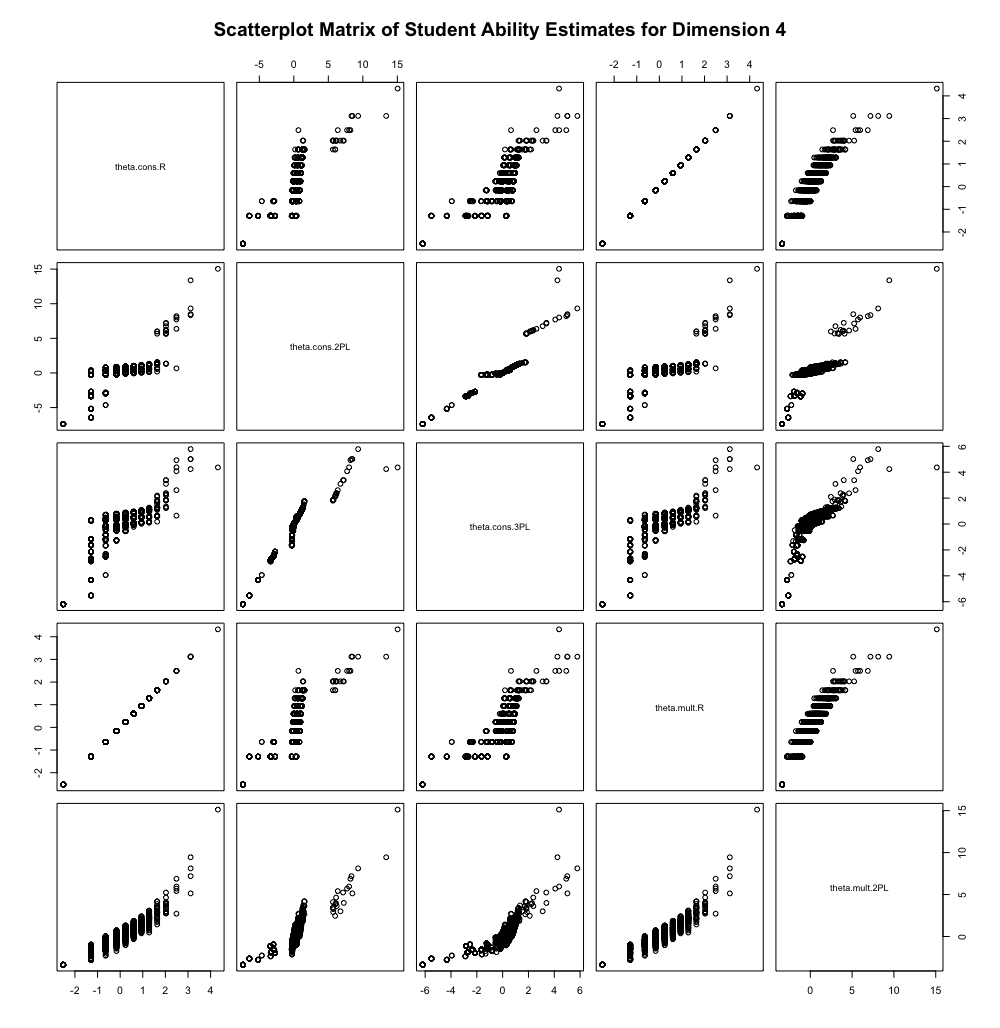 Scatterplot Matrix of Student Ability Estimates for Dimension 4
-5 0 5 10 15
-2 -1 0 1 2 3 4
theta.cons.R
-2 -1 0 1 2 3 4
-5 0 5 10 15
theta.cons.2PL
theta.cons.3PL
-6 -4 -2 0 2 4 6
-2 -1 0 1 2 3 4
theta.mult.R
theta.mult.2PL
0 5 10 15
-2 -1 0 1 2 3 4
-6 -4 -2 0 2 4 6
0 5 10 15